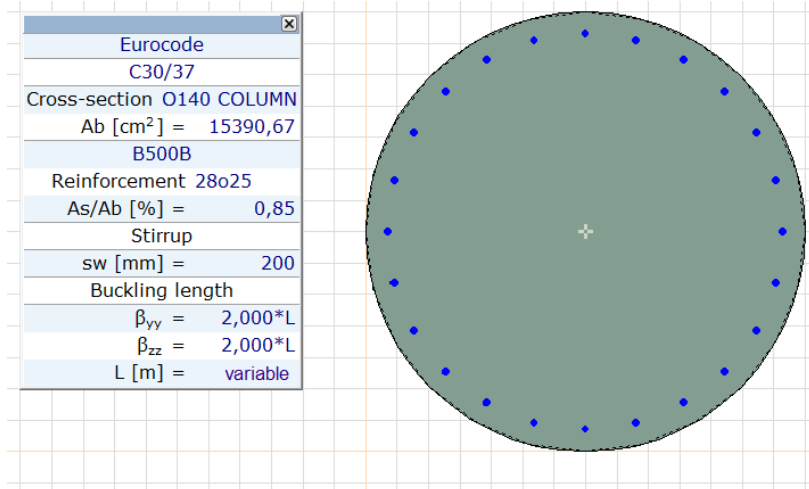 Eurocode
C30/37
Cross-section O140 COLUMN
Ab [cm²] = 15390,67
B500B
Reinforcement 28o25
As/Ab [%] = 0,85
Stirrup
sw [mm] = 200
Buckling length
βyy = 2,000*L
βzz = 2,000*L
L [m] = variable